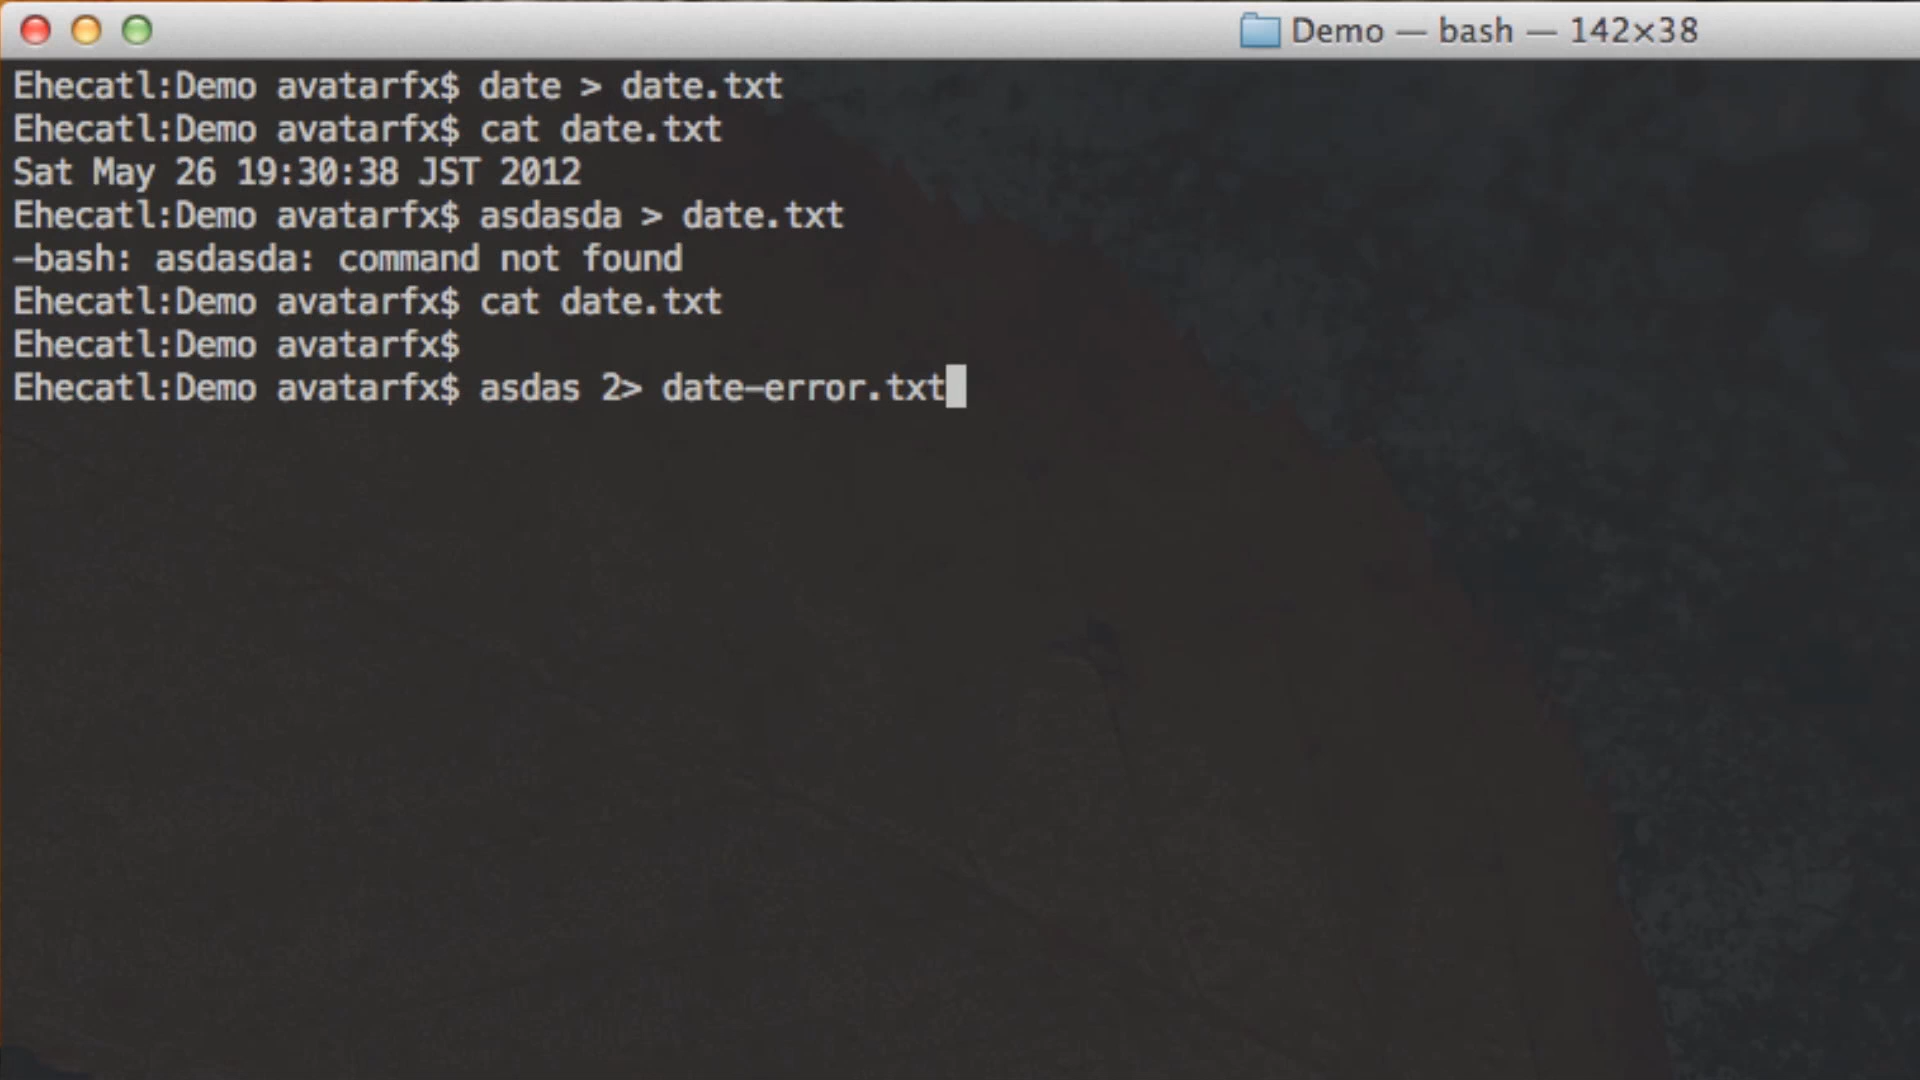 Demo — bash — 142×38
Ehecatl:Demo avatarfx$ date > date.txt
Ehecatl:Demo avatarfx$ cat date.txt
Sat May 26 19:30:38 JST 2012
Ehecatl:Demo avatarfx$ asdasda > date.txt
-bash: asdasda: command not found
Ehecatl:Demo avatarfx$ cat date.txt
Ehecatl:Demo avatarfx$
Ehecatl:Demo avatarfx$ asdas 2> date-error.txt